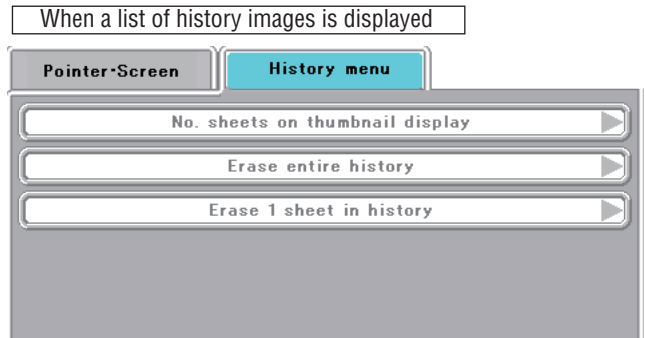 When a list of history images is displayed
Pointer-Screen History menu
No. sheets on thumbnail display
Erase entire history
Erase 1 sheet in history